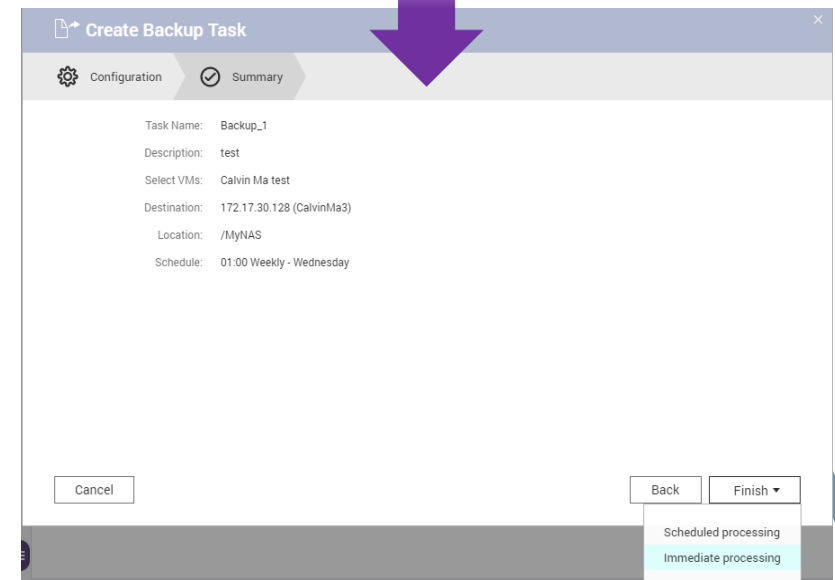 Create Backup Task
Configuration
Summary
Task Name: Backup_1
Description: test
Select VMs: Calvin Ma test
Destination: 172.17.30.128 (CalvinMa3)
Location: /MyNAS
Schedule: 01:00 Weekly - Wednesday
Cancel
Back
Finish
Scheduled processing
Immediate processing